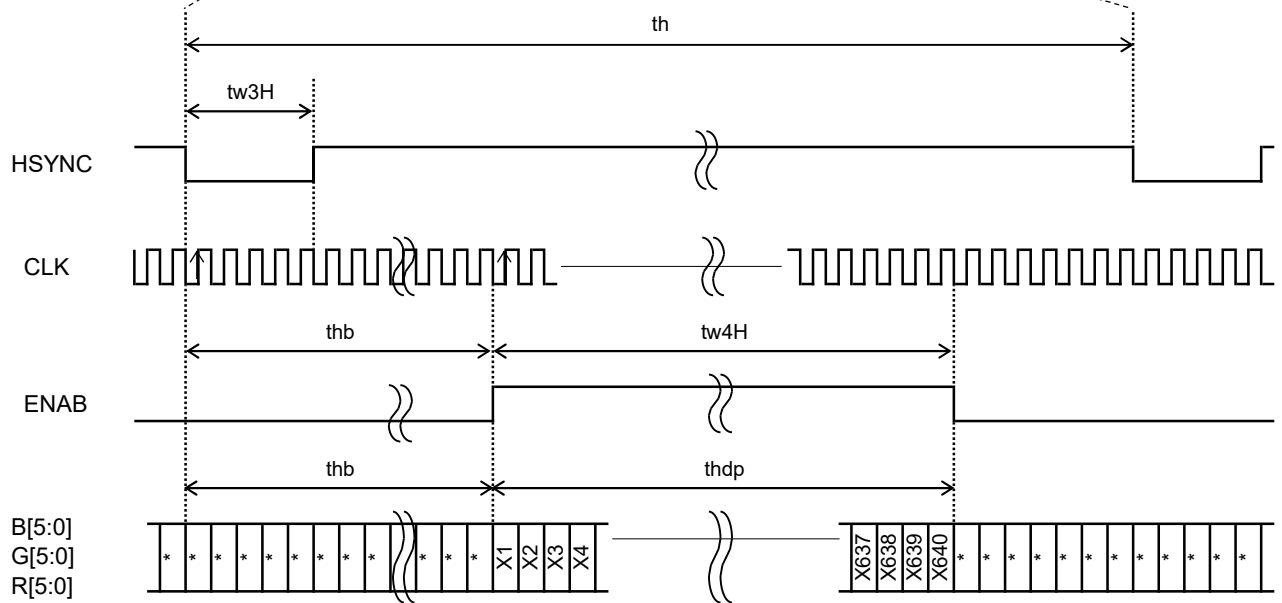 th
tw3H
HSYNC
CLK
thb tw4H
ENAB
thb thdp
B[5:0]
G[5:0]
R[5:0]
* * * * * * * * * * * * X1 X2 X3 X4 X637 X638 X639 X640 * * * * * * * * * * * *